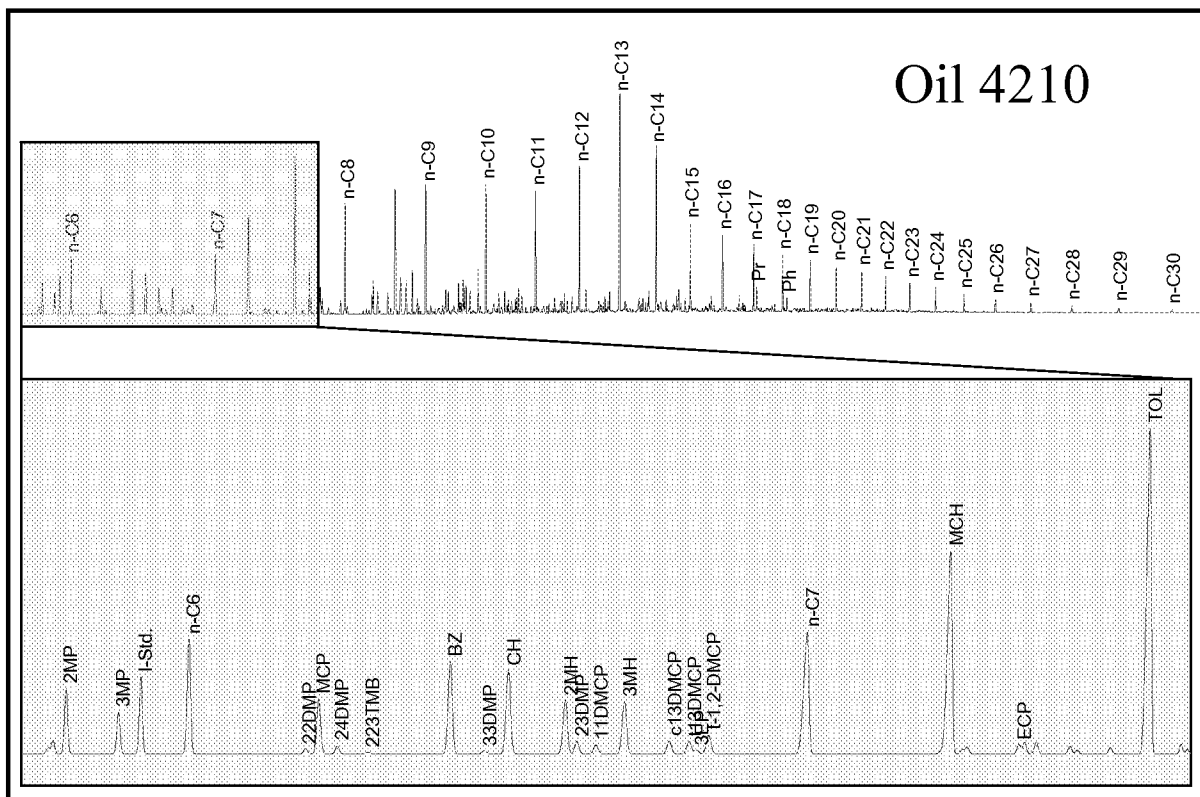 Oil 4210
n-C6
n-C7
n-C8
n-C9
n-C10
n-C11
n-C12
n-C13
n-C14
n-C15
n-C16
n-C17
Pr
n-C18
Ph
n-C19
n-C20
n-C21
n-C22
n-C23
n-C24
n-C25
n-C26
n-C27
n-C28
n-C29
n-C30
2MP
3MP
I-Std.
n-C6
22DMP
MCP
24DMP
223TMB
BZ
33DMP
CH
2MH
23DMP
11DMCP
3MH
c13DMCP
t13DMCP
3EP
t-1,2-DMCP
n-C7
MCH
ECP
TOL